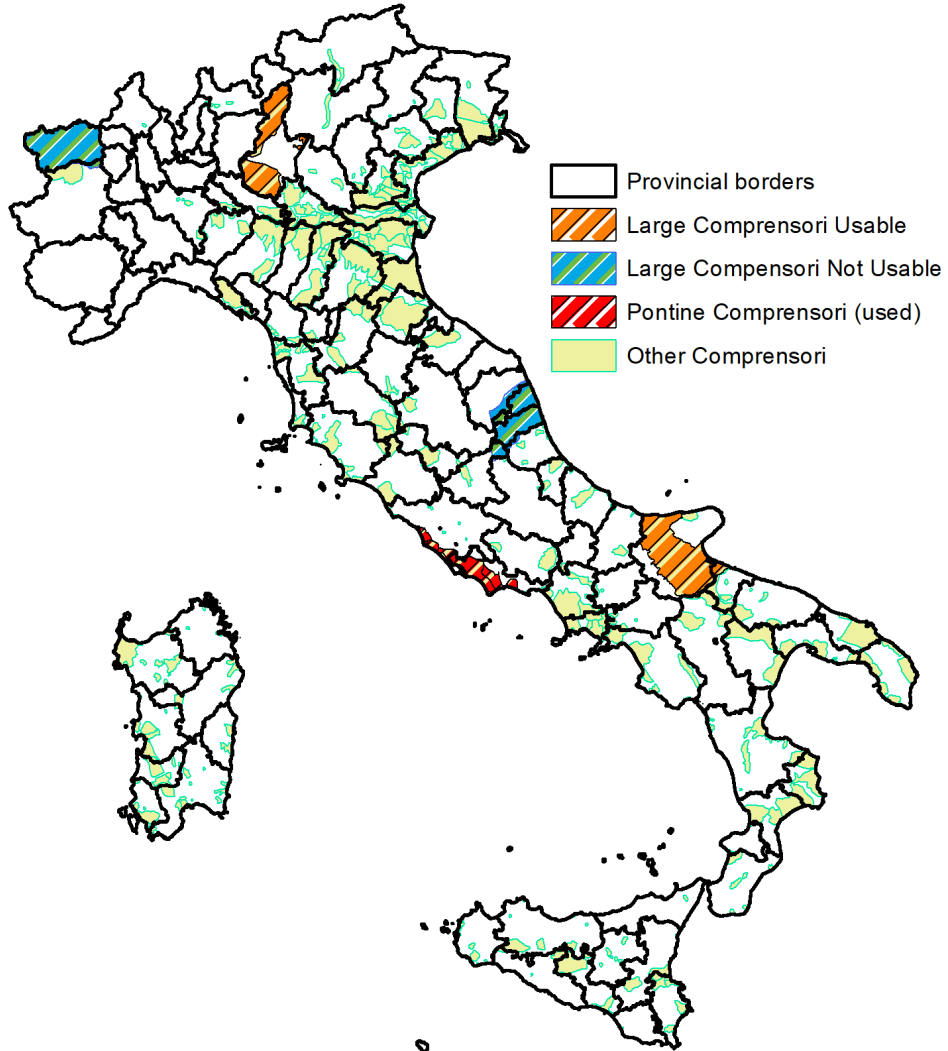 Provincial borders
Large Comprensori Usable
Large Compensori Not Usable
Pontine Comprensori (used)
Other Comprensori